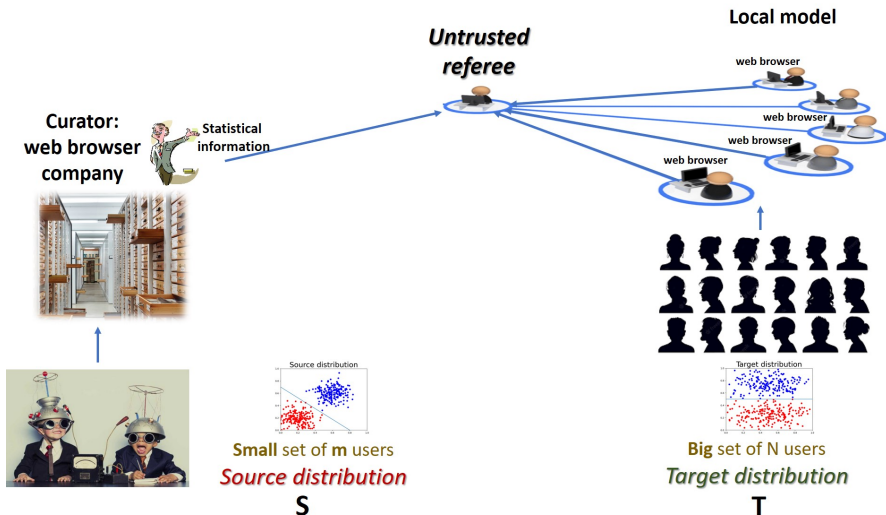 Local model
Untrusted
referee
web browser
web browser
web browser
web browser
Curator:
web browser
company
Statistical
information
Source distribution
Target distribution
Small set of m users
Source distribution
S
Big set of N users
Target distribution
T